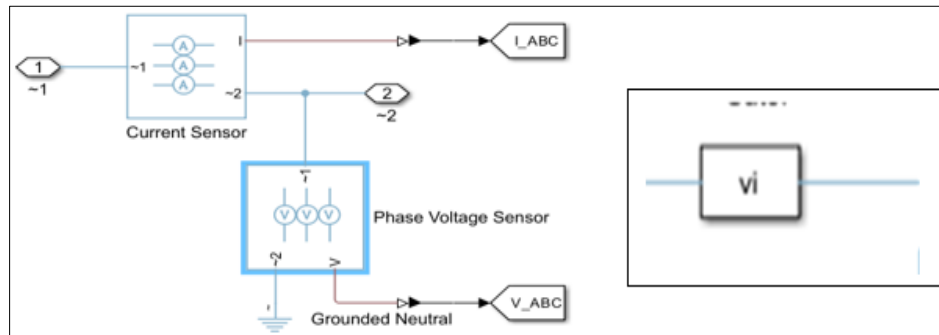 I
I_ABC
1
~1
~1
A
A
A
~2
2
~2
Current Sensor
~1
V V V
Phase Voltage Sensor
~2
V
Grounded Neutral
V_ABC
vi